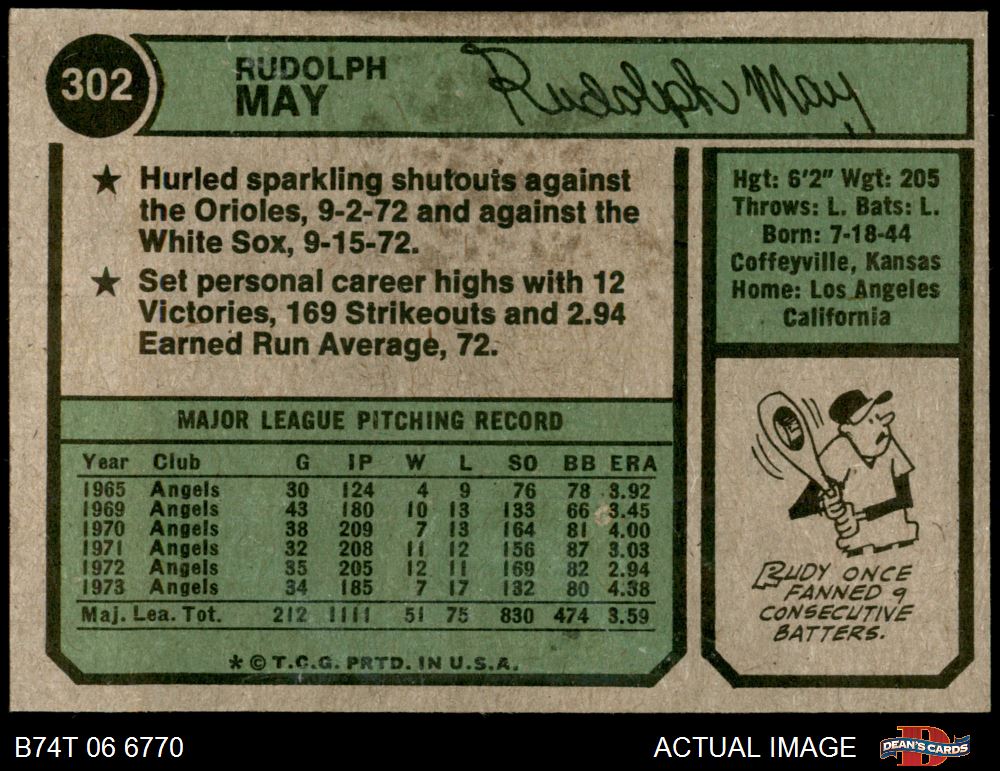 302
RUDOLPH
MAY
Rudolph May
★ Hurled sparkling shutouts against
the Orioles, 9-2-72 and against the
White Sox, 9-15-72.
★ Set personal career highs with 12
Victories, 169 Strikeouts and 2.94
Earned Run Average, 72.
MAJOR LEAGUE PITCHING RECORD
Year Club G IP W L SO BB ERA
1965 Angels 30 124 4 9 76 78 3.92
1969 Angels 43 180 10 13 133 66 3.45
1970 Angels 38 209 7 13 164 81 4.00
1971 Angels 32 208 11 12 156 87 3.03
1972 Angels 35 205 12 11 169 82 2.94
1973 Angels 34 185 7 17 132 80 4.38
Maj. Lea. Tot. 212 1111 51 75 830 474 3.59
* © T.C.G. PRTD. IN U.S.A.
Hgt: 6'2" Wgt: 205
Throws: L. Bats: L.
Born: 7-18-44
Coffeyville, Kansas
Home: Los Angeles
California
RUDY ONCE
FANNED 9
CONSECUTIVE
BATTERS.
B74T 06 6770
ACTUAL IMAGE
DEAN'S CARDS